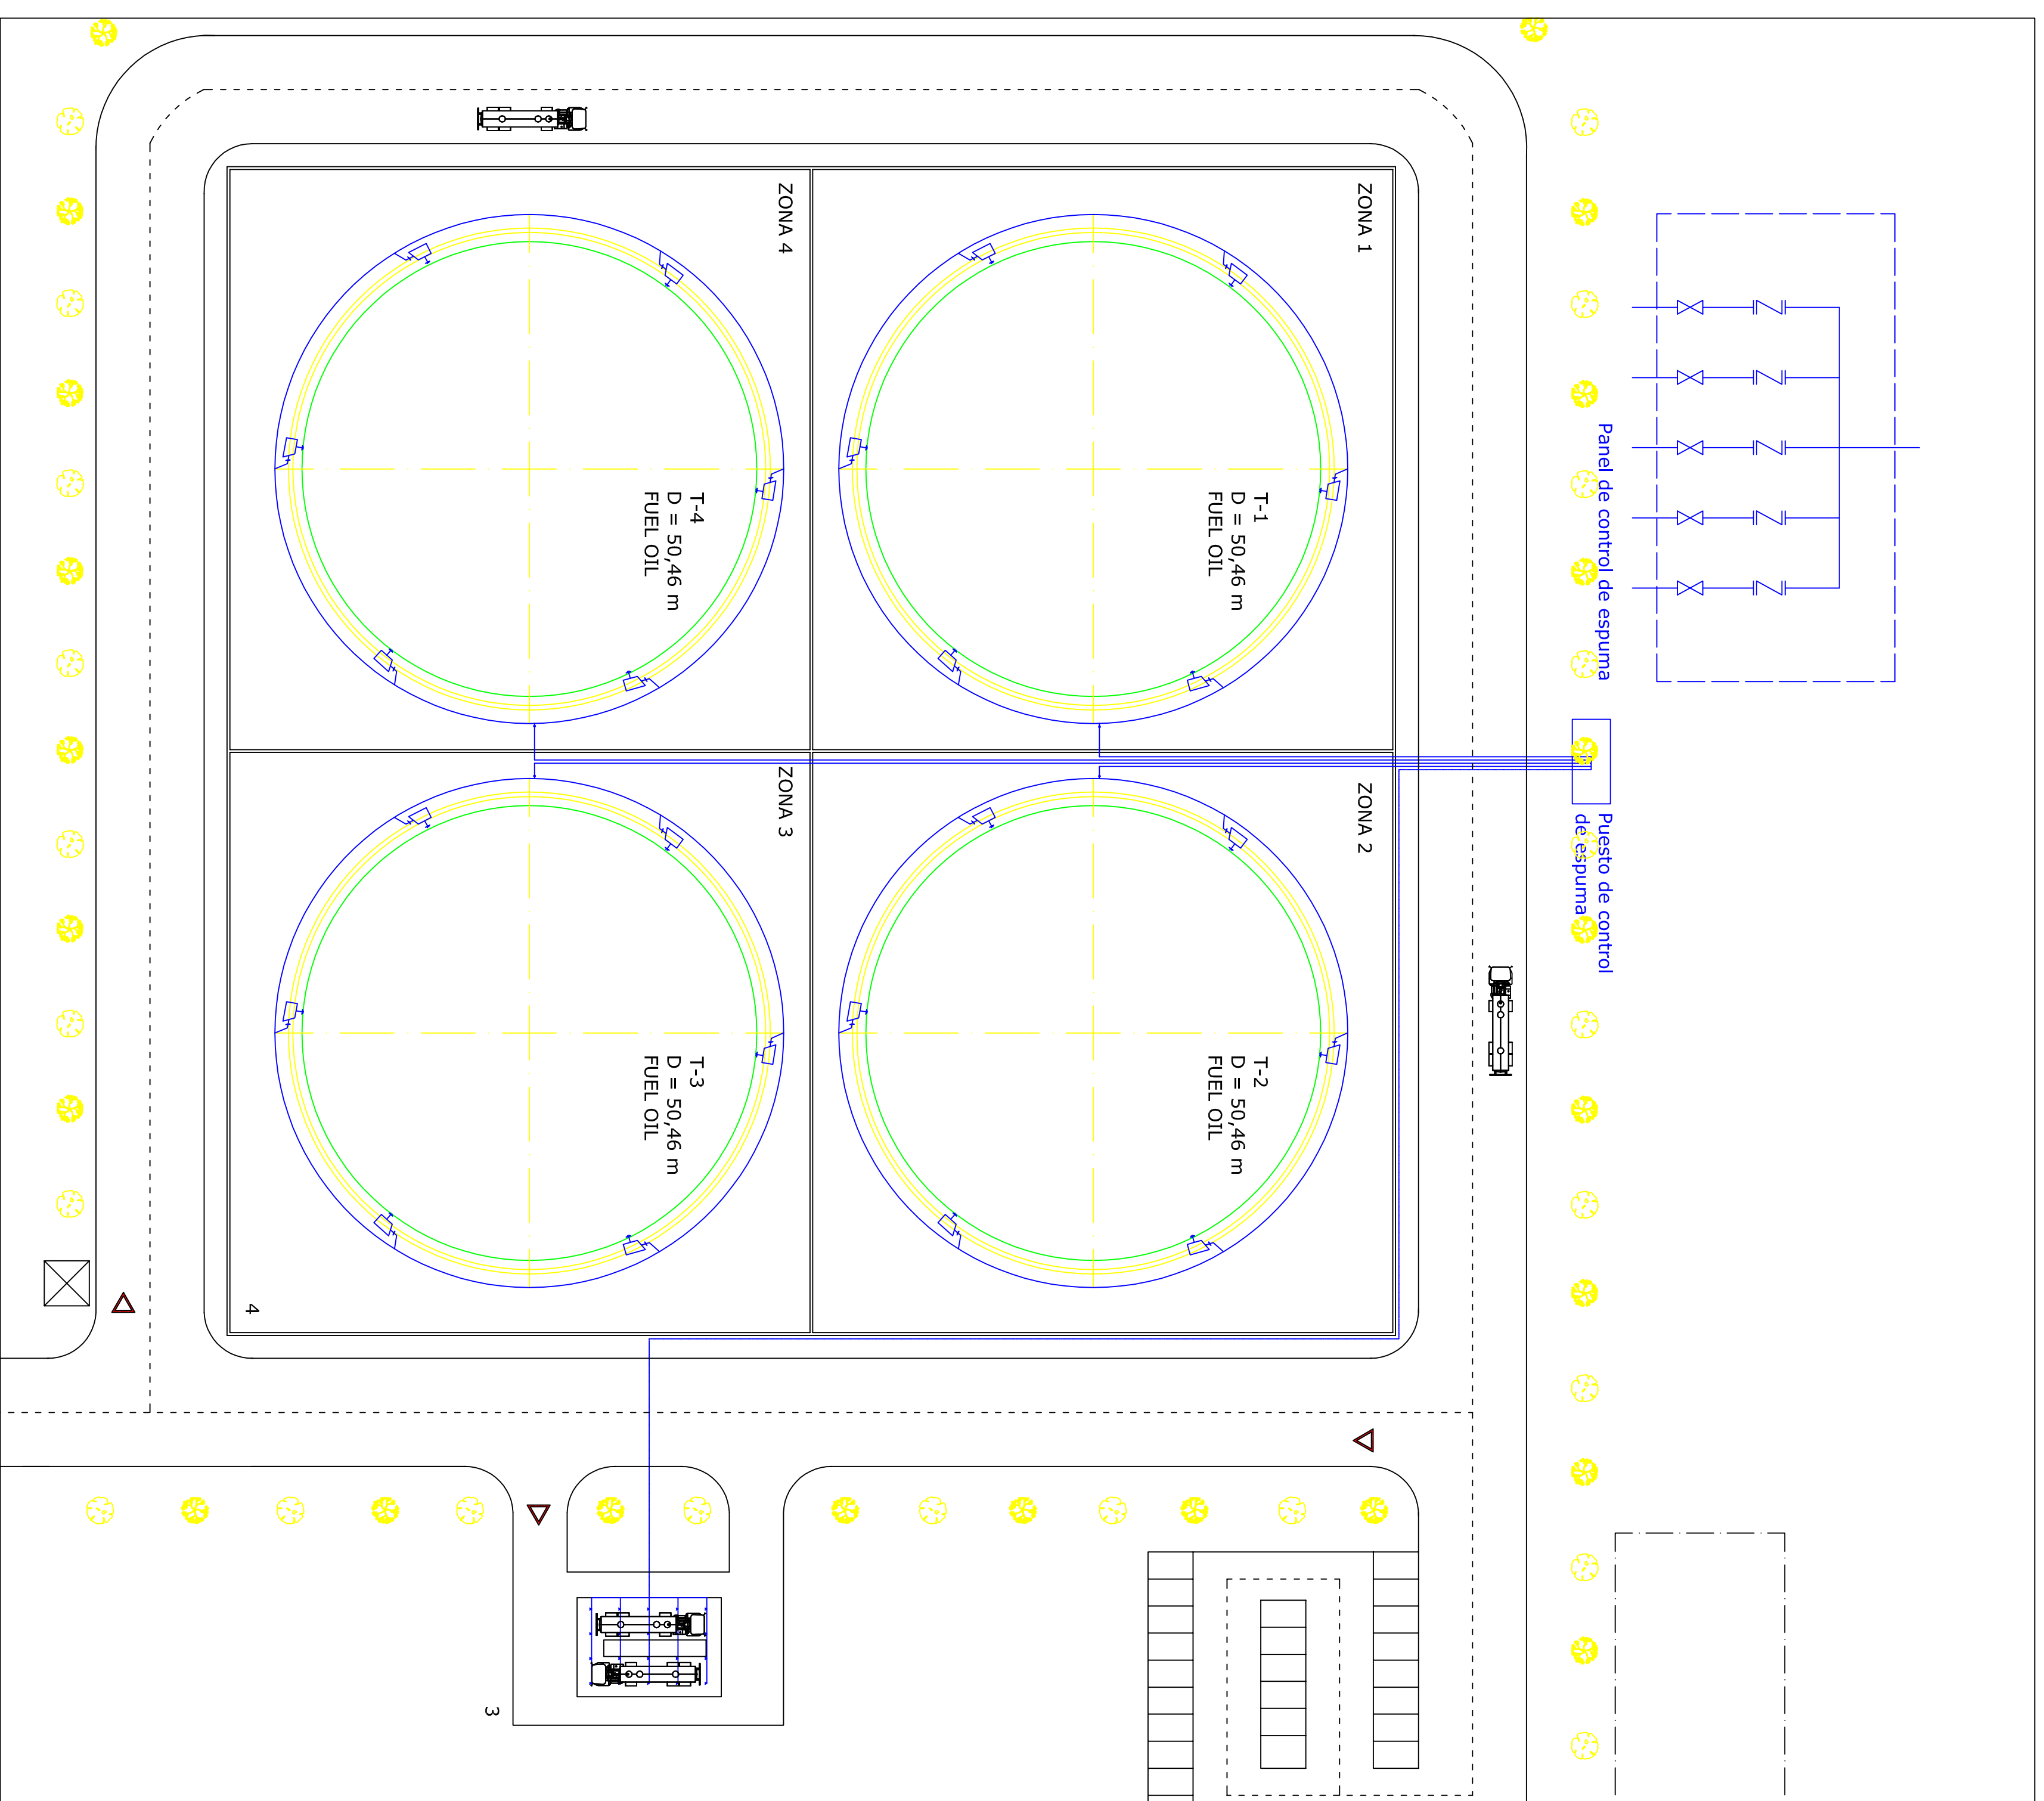 Panel de control de espuma
Puesto de control
de espuma
ZONA 1
T-1
D = 50,46 m
FUEL OIL
ZONA 2
T-2
D = 50,46 m
FUEL OIL
ZONA 4
T-4
D = 50,46 m
FUEL OIL
ZONA 3
T-3
D = 50,46 m
FUEL OIL
4
3